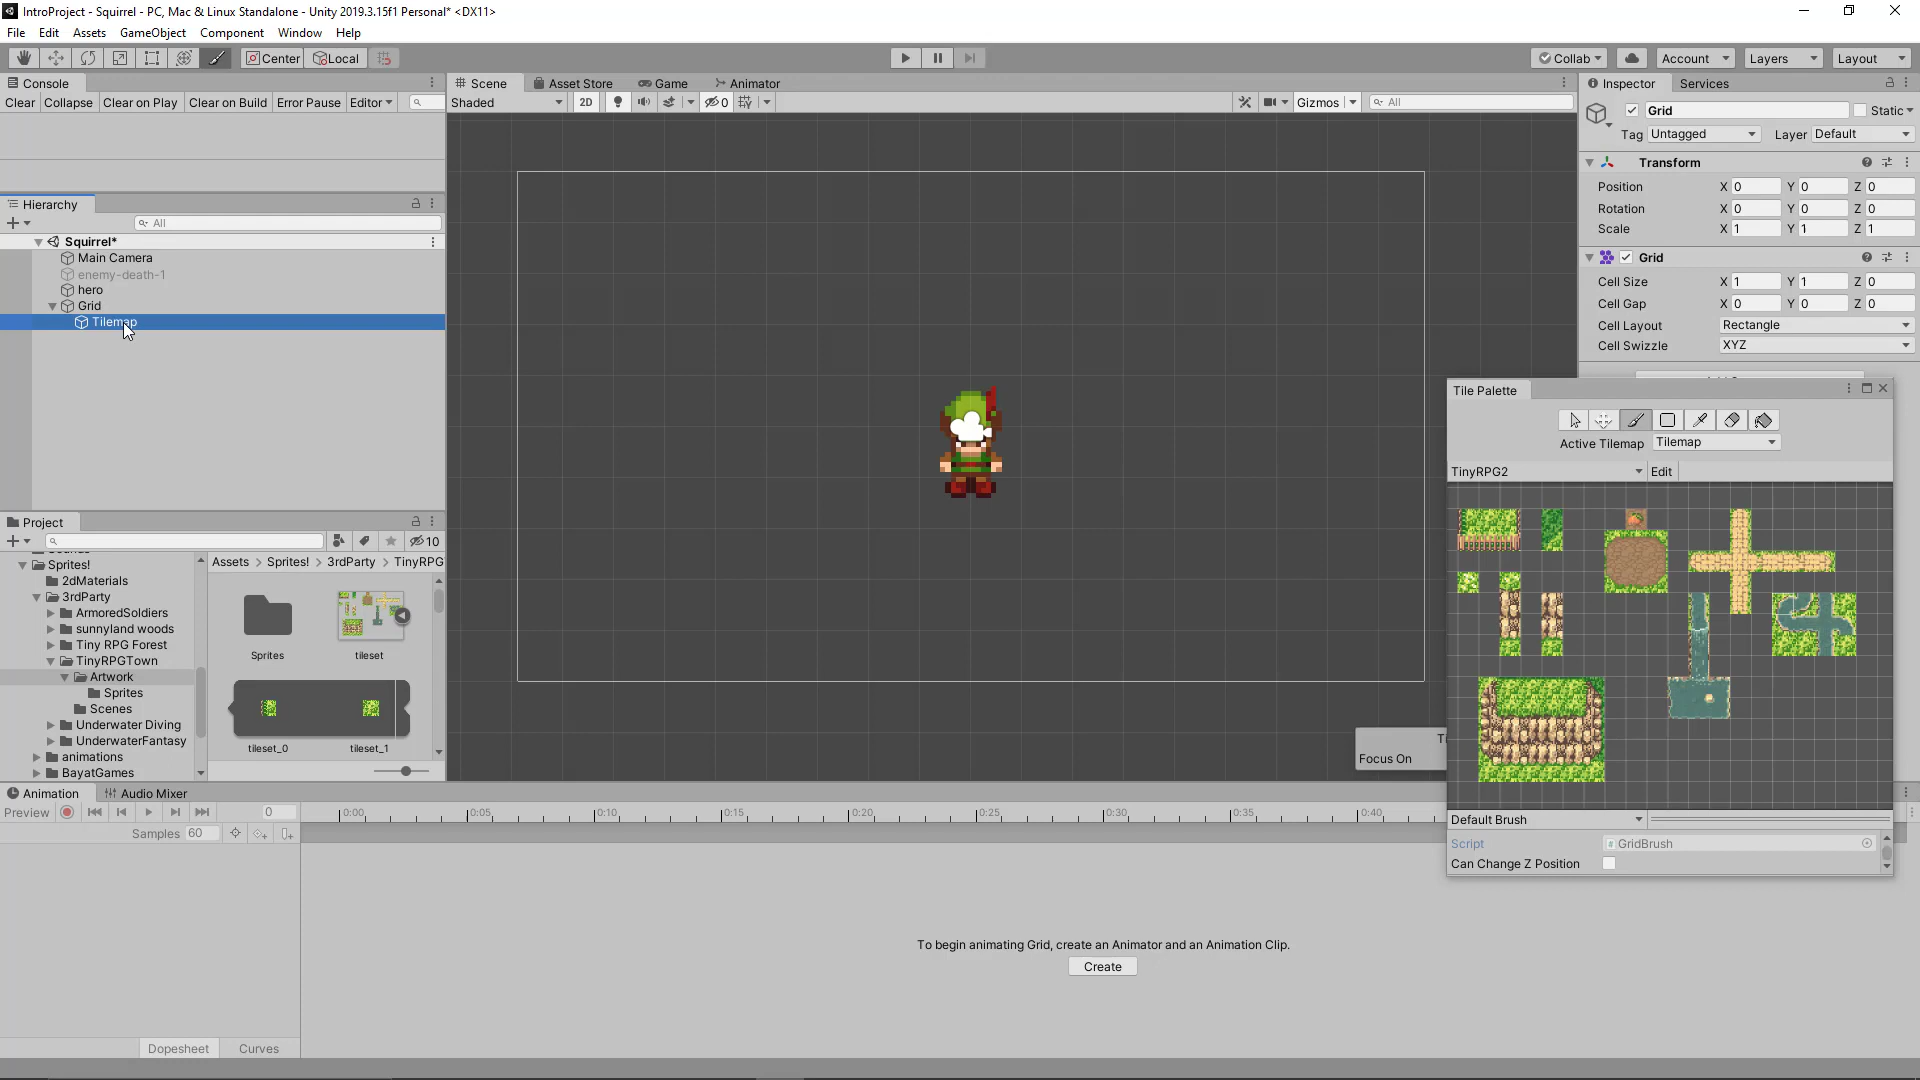 IntroProject - Squirrel - PC, Mac & Linux Standalone - Unity 2019.3.15f1 Personal* <DX11>
File Edit Assets GameObject Component Window Help
Center Local Collab Account Layers Layout
Console
Clear Collapse Clear on Play Clear on Build Error Pause Editor
Hierarchy
All
Squirrel*
Main Camera
enemy-death-1
hero
Grid
Tilemap
Scene Asset Store Game Animator
Shaded 2D 0 Gizmos All
Inspector Services
Grid Static
Tag Untagged Layer Default
Transform
Position X 0 Y 0 Z 0
Rotation X 0 Y 0 Z 0
Scale X 1 Y 1 Z 1
Grid
Cell Size X 1 Y 1 Z 0
Cell Gap X 0 Y 0 Z 0
Cell Layout Rectangle
Cell Swizzle XYZ
Tile Palette
Active Tilemap Tilemap
TinyRPG2 Edit
Default Brush
Script GridBrush
Can Change Z Position
Focus On
Project
10
Sprites!
2dMaterials
3rdParty
ArmoredSoldiers
sunnyland woods
Tiny RPG Forest
TinyRPGTown
Artwork
Sprites
Scenes
Underwater Diving
UnderwaterFantasy
animations
BayatGames
Assets > Sprites! > 3rdParty > TinyRPG
Sprites tileset
tileset_0 tileset_1
Animation Audio Mixer
Preview 0 0:00 0:05 0:10 0:15 0:20 0:25 0:30 0:35 0:40
Samples 60
To begin animating Grid, create an Animator and an Animation Clip.
Create
Dopesheet Curves